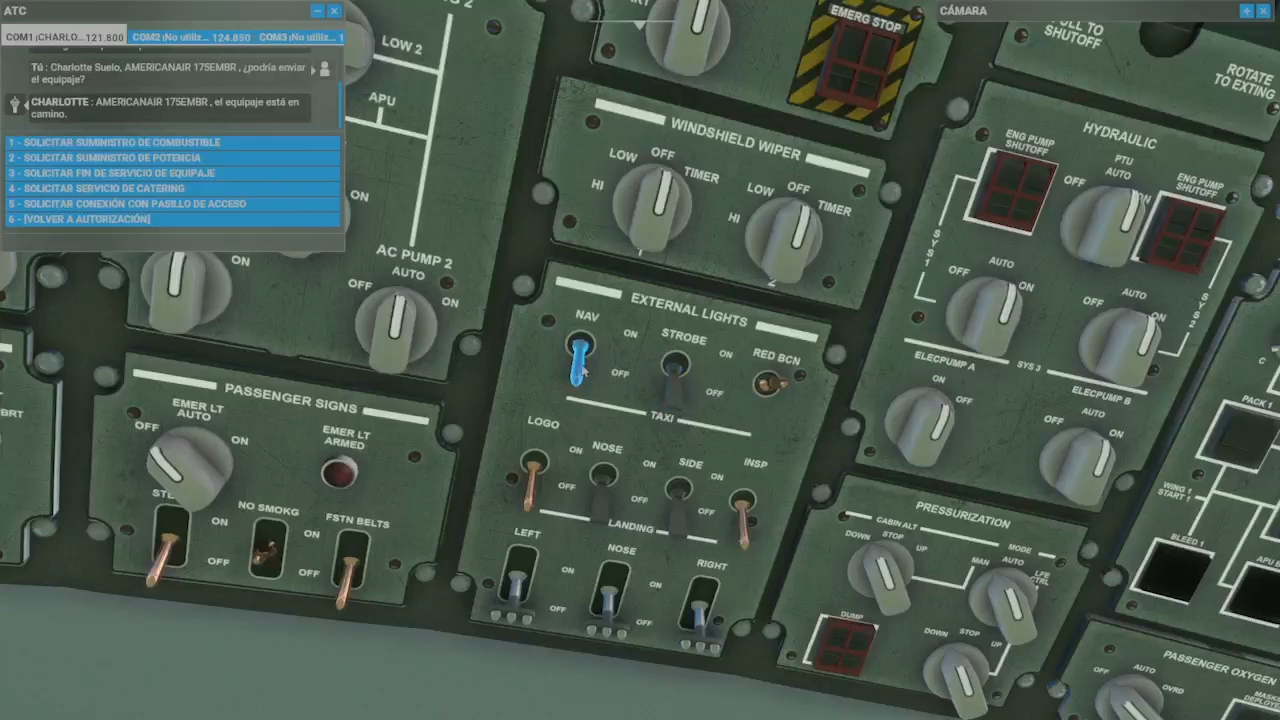 ATC
COM1 ¡CHARLO... 121.800
COM2 ¡No utiliz... 124.850
COM3 ¡No utiliz... 1
Tú : Charlotte Suelo, AMERICANAIR 175EMBR , ¿podría enviar
el equipaje?
CHARLOTTE : AMERICANAIR 175EMBR , el equipaje está en
camino.
1 - SOLICITAR SUMINISTRO DE COMBUSTIBLE
2 - SOLICITAR SUMINISTRO DE POTENCIA
3 - SOLICITAR FIN DE SERVICIO DE EQUIPAJE
4 - SOLICITAR SERVICIO DE CATERING
5 - SOLICITAR CONEXIÓN CON PASILLO DE ACCESO
6 - [VOLVER A AUTORIZACIÓN]
CÁMARA
LOW 2
APU
ON
ON
AC PUMP 2
AUTO
OFF
ON
EMERG STOP
SHUTOFF
ROTATE
TO EXTING
WINDSHIELD WIPER
OFF
LOW
TIMER
HI
OFF
LOW
TIMER
HI
1
2
HYDRAULIC
ENG PUMP
SHUTOFF
PTU
AUTO
OFF
ON
ENG PUMP
SHUTOFF
SYS 1
AUTO
OFF
ON
AUTO
OFF
ON
SYS 2
ELECPUMP A
SYS 3
ELECPUMP B
ON
OFF
AUTO
OFF
ON
EXTERNAL LIGHTS
NAV
ON
OFF
STROBE
ON
OFF
RED BCN
TAXI
LOGO
ON
OFF
NOSE
ON
OFF
SIDE
ON
OFF
INSP
LANDING
LEFT
ON
OFF
NOSE
ON
OFF
RIGHT
PASSENGER SIGNS
EMER LT
AUTO
OFF
ON
EMER LT
ARMED
ON
OFF
NO SMOKG
ON
OFF
FSTN BELTS
PRESSURIZATION
CABIN ALT
DOWN
STOP
UP
MODE
MAN
AUTO
LFE
CTRL
DUMP
DOWN
STOP
UP
PACK 1
WING 1
START 1
BLEED 1
PASSENGER OXYGEN
OFF
AUTO
OVRD